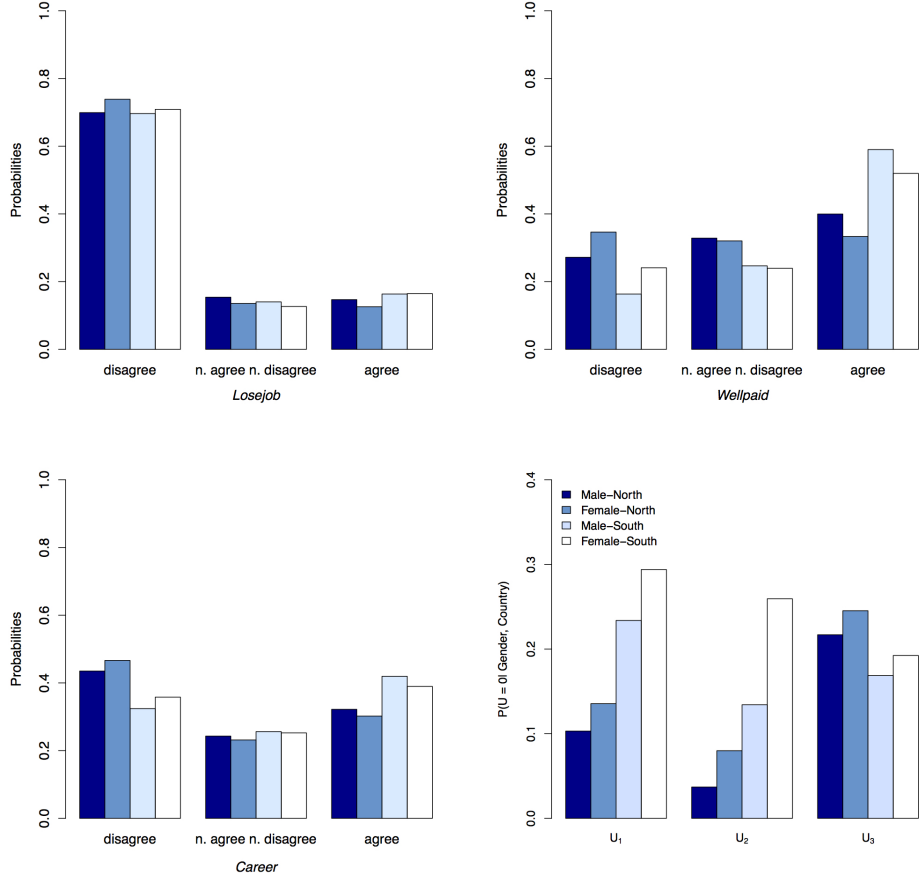 Probabilities
0.0 0.2 0.4 0.6 0.8 1.0
disagree n. agree n. disagree agree
Losejob
Probabilities
0.0 0.2 0.4 0.6 0.8 1.0
disagree n. agree n. disagree agree
Wellpaid
Probabilities
0.0 0.2 0.4 0.6 0.8 1.0
disagree n. agree n. disagree agree
Career
P(U = 0| Gender, Country)
0.0 0.1 0.2 0.3 0.4
Male−North
Female−North
Male−South
Female−South
U₁ U₂ U₃